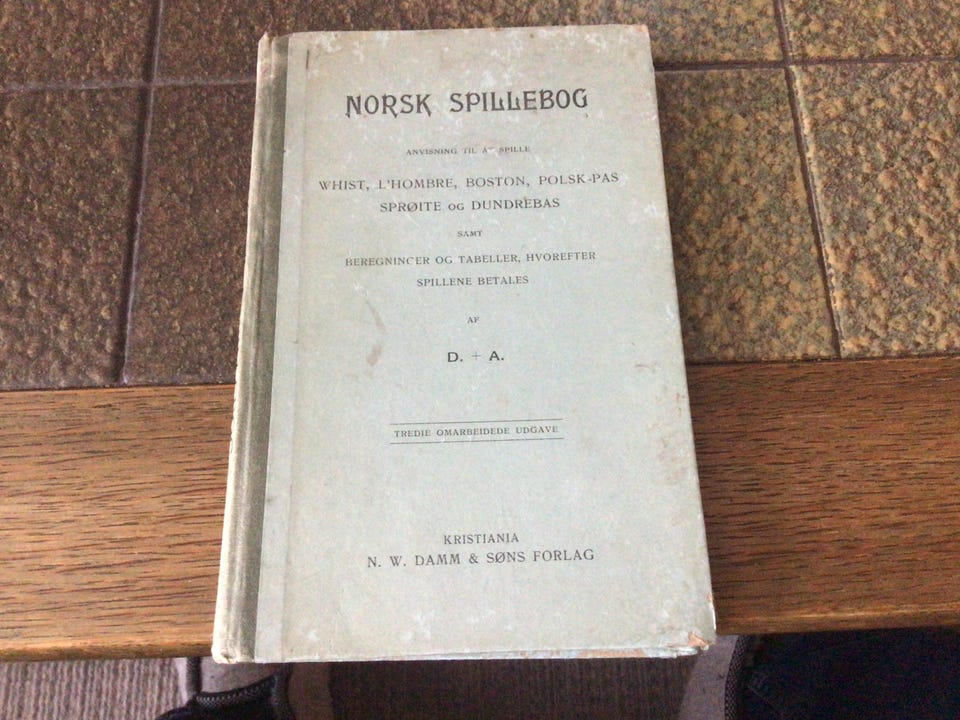 NORSK SPILLEBOG
ANVISNING TIL AT SPILLE
WHIST, L'HOMBRE, BOSTON, POLSK-PAS
SPRØITE OG DUNDREBAS
SAMT
BEREGNINGER OG TABELLER, HVOREFTER
SPILLENE BETALES
AF
D. + A.
TREDIE OMARBEIDEDE UDGAVE
KRISTIANIA
N. W. DAMM & SØNS FORLAG